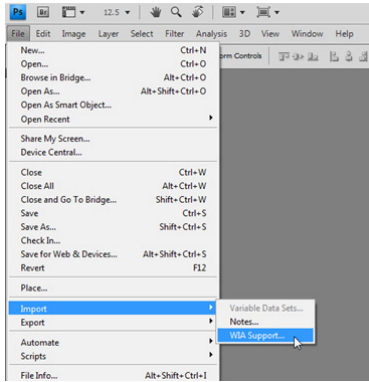 Ps Br 12.5
File Edit Image Layer Select Filter Analysis 3D View Window Help
New... Ctrl+N
Open... Ctrl+O
Browse in Bridge... Alt+Ctrl+O
Open As... Alt+Shift+Ctrl+O
Open As Smart Object...
Open Recent
orm Controls
Share My Screen...
Device Central...
Close Ctrl+W
Close All Alt+Ctrl+W
Close and Go To Bridge... Shift+Ctrl+W
Save Ctrl+S
Save As... Shift+Ctrl+S
Check In...
Save for Web & Devices... Alt+Shift+Ctrl+S
Revert F12
Place...
Import
Export
Variable Data Sets...
Notes...
WIA Support...
Automate
Scripts
File Info... Alt+Shift+Ctrl+I